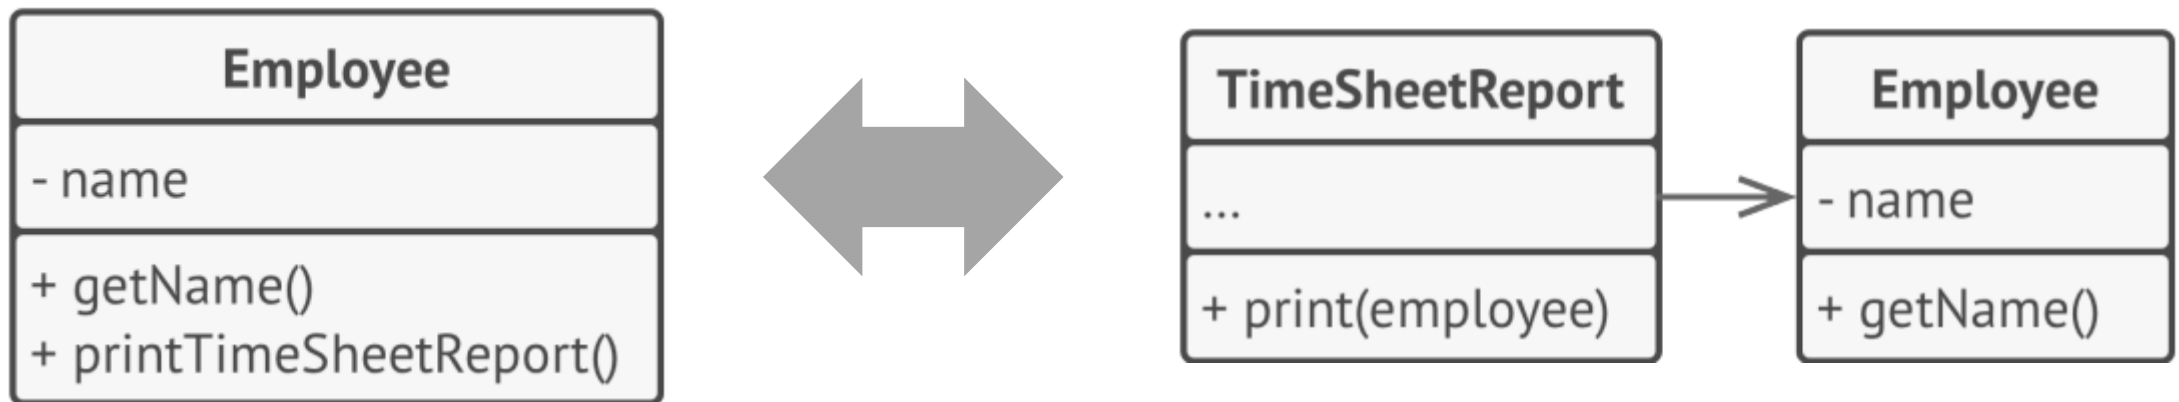 Employee
- name
+ getName()
+ printTimeSheetReport()
TimeSheetReport
...
+ print(employee)
Employee
- name
+ getName()